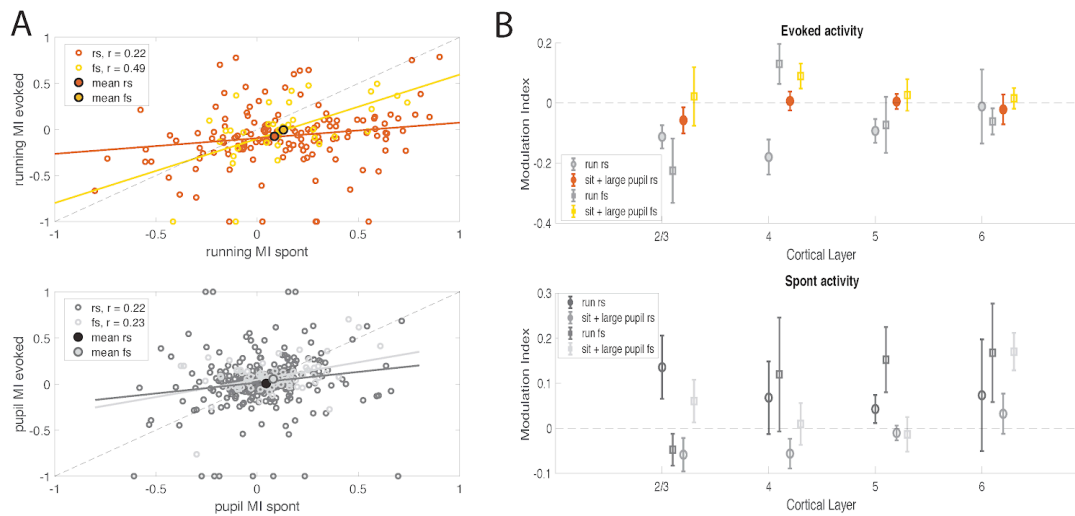 A
1
0.5
0
-0.5
-1
running MI evoked
rs, r = 0.22
fs, r = 0.49
mean rs
mean fs
-1
-0.5
0
0.5
1
running MI spont
1
0.5
0
-0.5
-1
pupil MI evoked
rs, r = 0.22
fs, r = 0.23
mean rs
mean fs
-1
-0.5
0
0.5
1
pupil MI spont
B
Evoked activity
0.2
0
-0.2
-0.4
Modulation Index
run rs
sit + large pupil rs
run fs
sit + large pupil fs
2/3
4
5
6
Cortical Layer
Spont activity
0.3
0.2
0.1
0
-0.1
Modulation Index
run rs
sit + large pupil rs
run fs
sit + large pupil fs
2/3
4
5
6
Cortical Layer